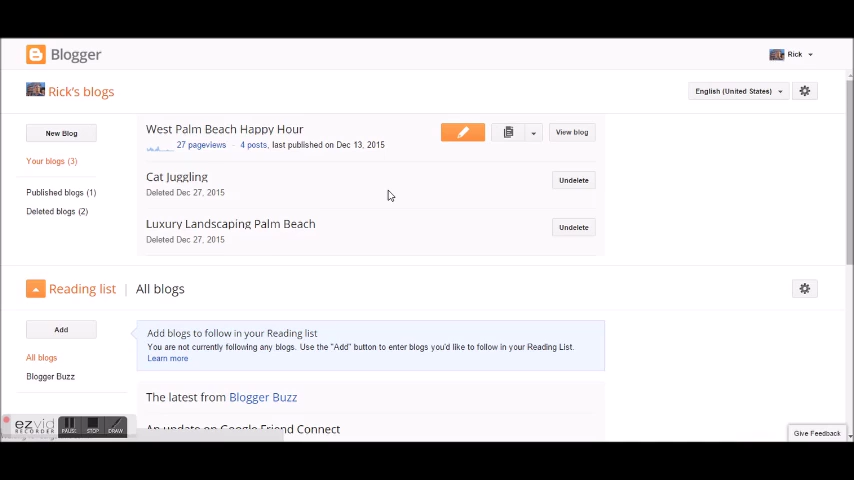 Blogger
Rick
Rick's blogs
English (United States)
New Blog
West Palm Beach Happy Hour
View blog
27 pageviews · 4 posts, last published on Dec 13, 2015
Your blogs (3)
Cat Juggling
Undelete
Published blogs (1)
Deleted Dec 27, 2015
Deleted blogs (2)
Luxury Landscaping Palm Beach
Undelete
Deleted Dec 27, 2015
Reading list | All blogs
Add
Add blogs to follow in your Reading list
You are not currently following any blogs. Use the "Add" button to enter blogs you'd like to follow in your Reading List.
Learn more
All blogs
Blogger Buzz
The latest from Blogger Buzz
An update on Google Friend Connect
ezvid
RECORDER
PAUSE
STOP
DRAW
Give Feedback